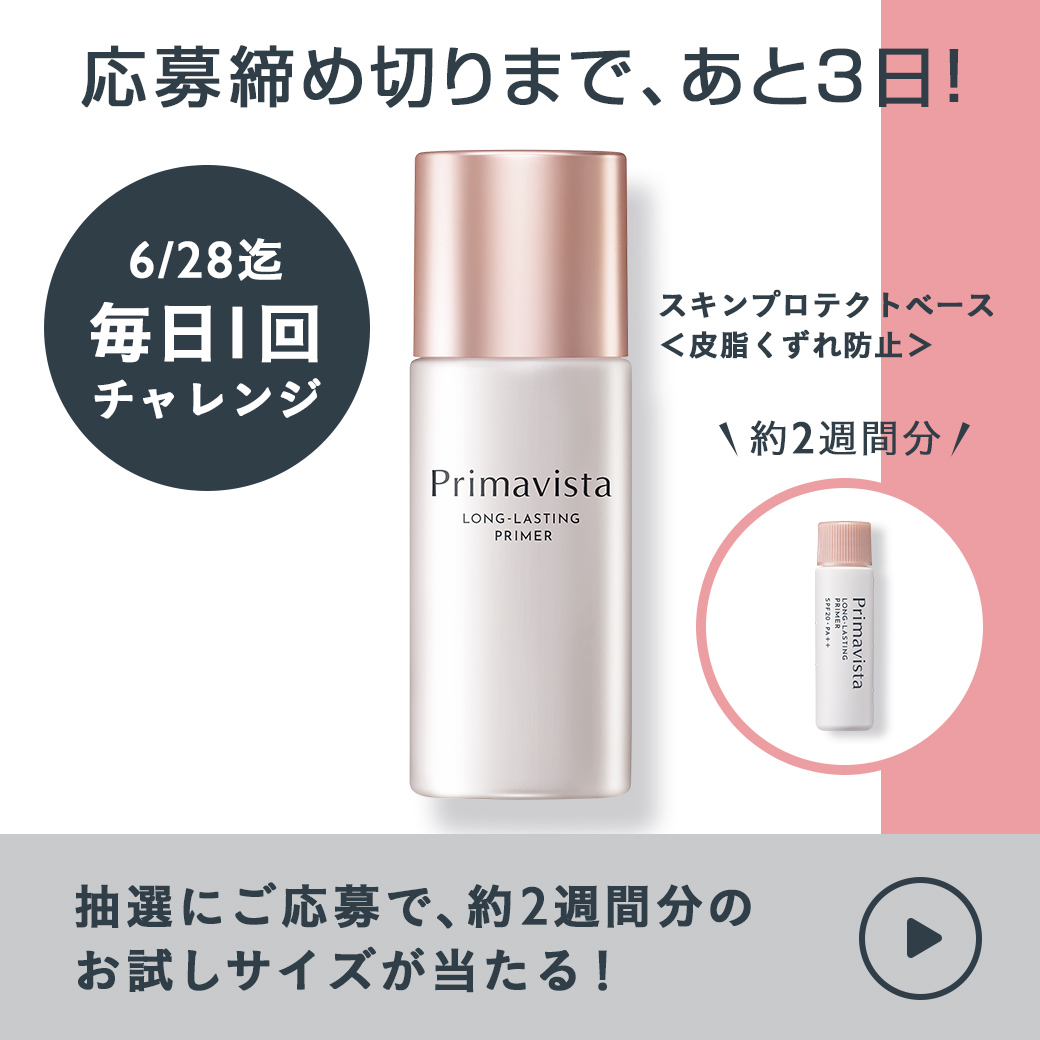 応募締め切りまで、あと3日!
6/28迄
毎日1回
チャレンジ
スキンプロテクトベース
＜皮脂くずれ防止＞
\ 約2週間分 /
Primavista
LONG-LASTING
PRIMER
Primavista
LONG-LASTING
PRIMER
SPF20・PA++
抽選にご応募で、約2週間分の
お試しサイズが当たる!